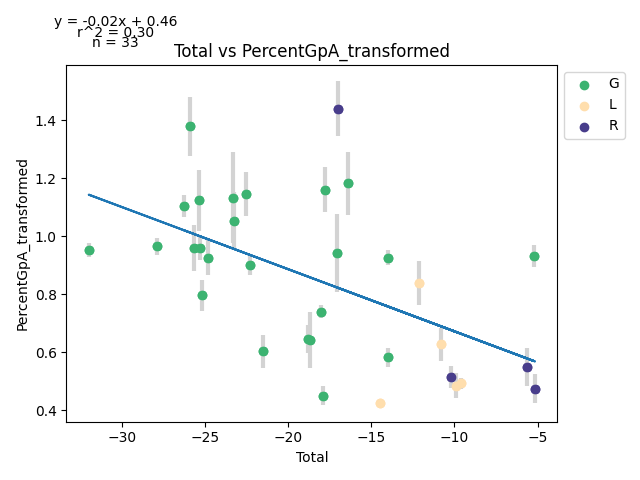 y = -0.02x + 0.46
r^2 = 0.30
n = 33
Total vs PercentGpA_transformed
G
L
R
PercentGpA_transformed
1.4
1.2
1.0
0.8
0.6
0.4
−30
−25
−20
−15
−10
−5
Total